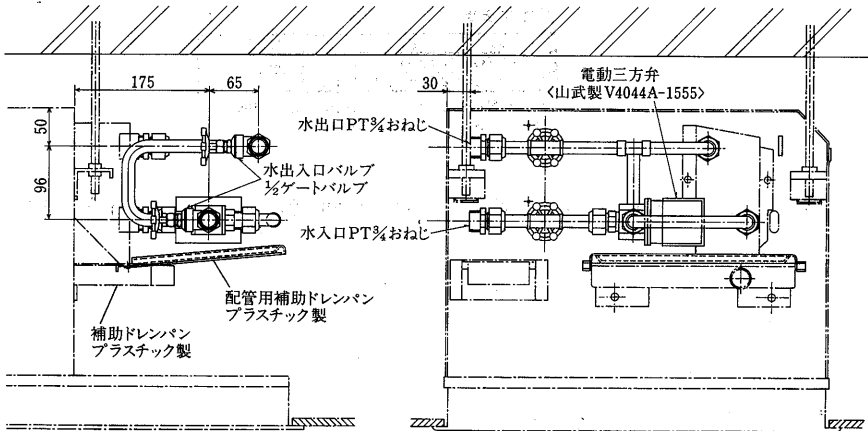 175
65
50
96
水出入口バルブ
½ゲートバルブ
配管用補助ドレンパン
プラスチック製
補助ドレンパン
プラスチック製
30
電動三方弁
<山武製V4044A-1555>
水出口PT¾おねじ
水入口PT¾おねじ